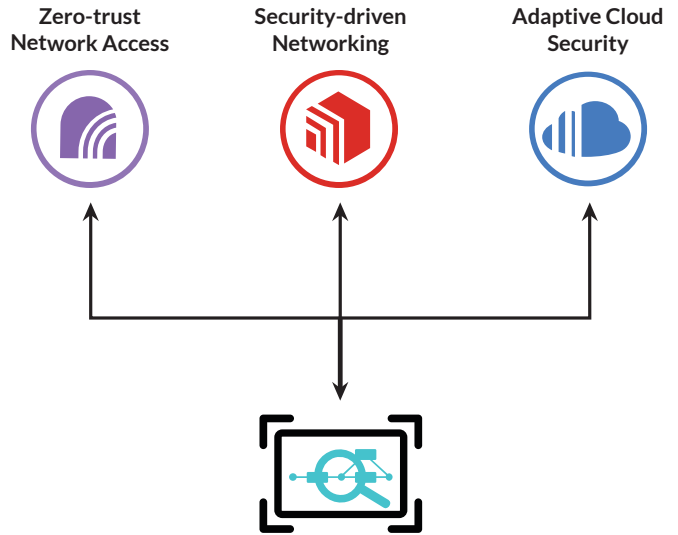 Zero-trust
Network Access
Security-driven
Networking
Adaptive Cloud
Security